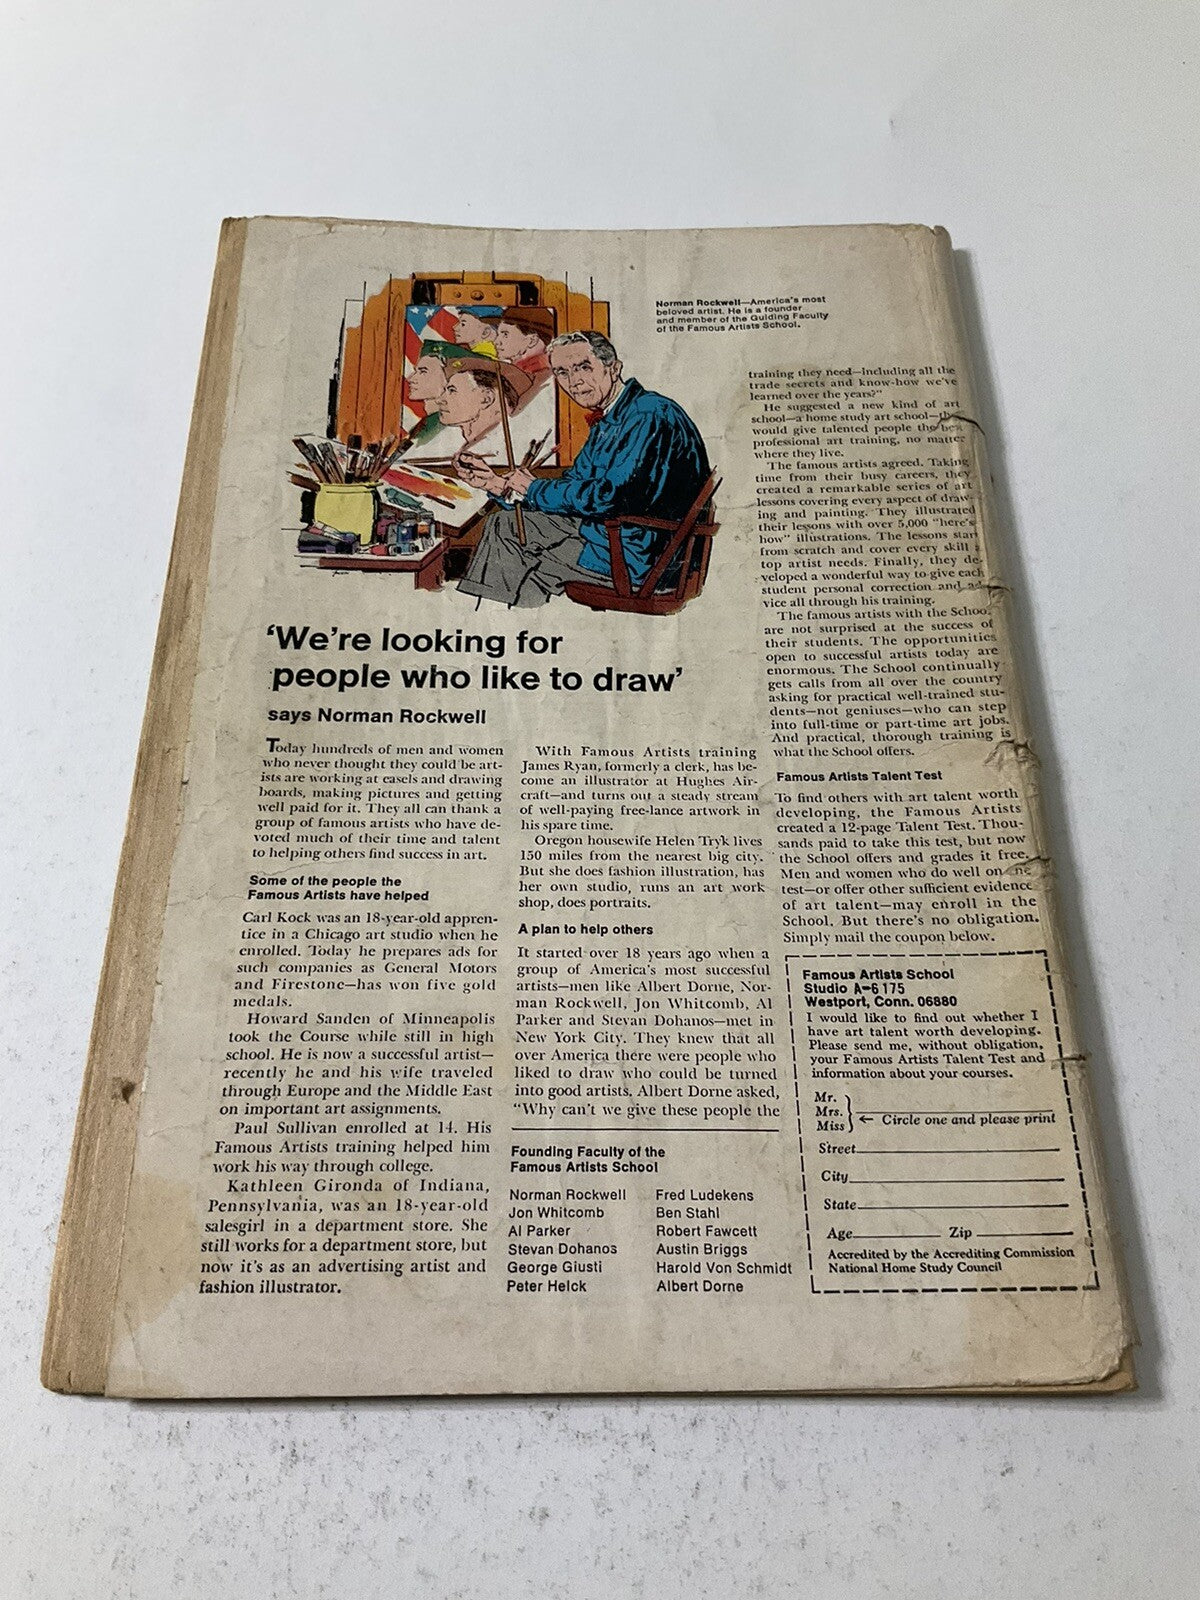 Norman Rockwell—America's most
beloved artist. He is a founder
and member of the Guiding Faculty
of the Famous Artists School.
'We're looking for
people who like to draw'
says Norman Rockwell
Today hundreds of men and women
who never thought they could be art-
ists are working at easels and drawing
boards, making pictures and getting
well paid for it. They all can thank a
group of famous artists who have de-
voted much of their time and talent
to helping others find success in art.
Some of the people the
Famous Artists have helped
Carl Kock was an 18-year-old appren-
tice in a Chicago art studio when he
enrolled. Today he prepares ads for
such companies as General Motors
and Firestone—has won five gold
medals.
Howard Sanden of Minneapolis
took the Course while still in high
school. He is now a successful artist—
recently he and his wife traveled
through Europe and the Middle East
on important art assignments.
Paul Sullivan enrolled at 14. His
Famous Artists training helped him
work his way through college.
Kathleen Gironda of Indiana,
Pennsylvania, was an 18-year-old
salesgirl in a department store. She
still works for a department store, but
now it's as an advertising artist and
fashion illustrator.
With Famous Artists training
James Ryan, formerly a clerk, has be-
come an illustrator at Hughes Air-
craft—and turns out a steady stream
of well-paying free-lance artwork in
his spare time.
Oregon housewife Helen Tryk lives
150 miles from the nearest big city.
But she does fashion illustration, has
her own studio, runs an art work
shop, does portraits.
A plan to help others
It started over 18 years ago when a
group of America's most successful
artists—men like Albert Dorne, Nor-
man Rockwell, Jon Whitcomb, Al
Parker and Stevan Dohanos—met in
New York City. They knew that all
over America there were people who
liked to draw who could be turned
into good artists. Albert Dorne asked,
"Why can't we give these people the
training they need—including all the
trade secrets and know-how we've
learned over the years?"
He suggested a new kind of art
school—a home study art school—that
would give talented people the best
professional art training, no matter
where they live.
The famous artists agreed. Taking
time from their busy careers, they
created a remarkable series of art
lessons covering every aspect of draw-
ing and painting. They illustrated
their lessons with over 5,000 "here's
how" illustrations. The lessons start
from scratch and cover every skill a
top artist needs. Finally, they de-
veloped a wonderful way to give each
student personal correction and ad-
vice all through his training.
The famous artists with the School
are not surprised at the success of
their students. The opportunities
open to successful artists today are
enormous. The School continually
gets calls from all over the country
asking for practical well-trained stu-
dents—not geniuses—who can step
into full-time or part-time art jobs.
And practical, thorough training is
what the School offers.
Famous Artists Talent Test
To find others with art talent worth
developing, the Famous Artists
created a 12-page Talent Test. Thou-
sands paid to take this test, but now
the School offers and grades it free.
Men and women who do well on the
test—or offer other sufficient evidence
of art talent—may enroll in the
School. But there's no obligation.
Simply mail the coupon below.
Founding Faculty of the
Famous Artists School
Norman Rockwell
Jon Whitcomb
Al Parker
Stevan Dohanos
George Giusti
Peter Helck
Fred Ludekens
Ben Stahl
Robert Fawcett
Austin Briggs
Harold Von Schmidt
Albert Dorne
Famous Artists School
Studio A-6175
Westport, Conn. 06880
I would like to find out whether I
have art talent worth developing.
Please send me, without obligation,
your Famous Artists Talent Test and
information about your courses.
Mr.
Mrs. ← Circle one and please print
Miss
Street
City
State
Age Zip
Accredited by the Accrediting Commission
National Home Study Council